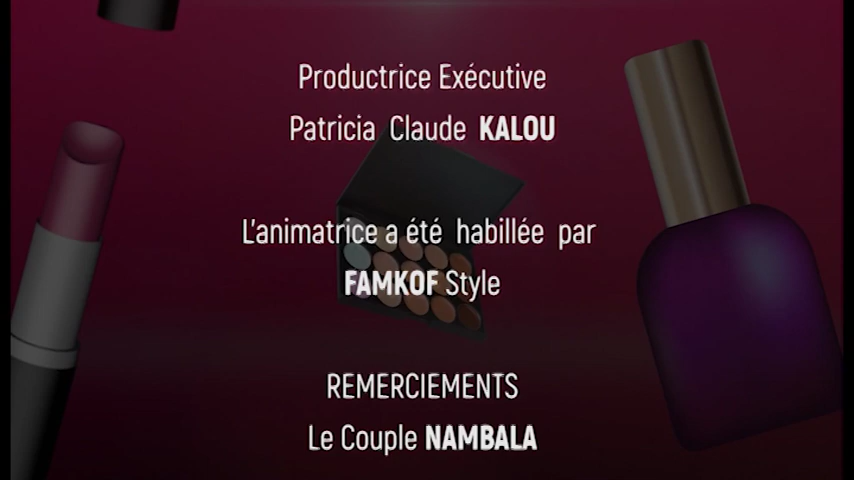 Productrice Exécutive
Patricia Claude KALOU
L'animatrice a été habillée par
FAMKOF Style
REMERCIEMENTS
Le Couple NAMBALA